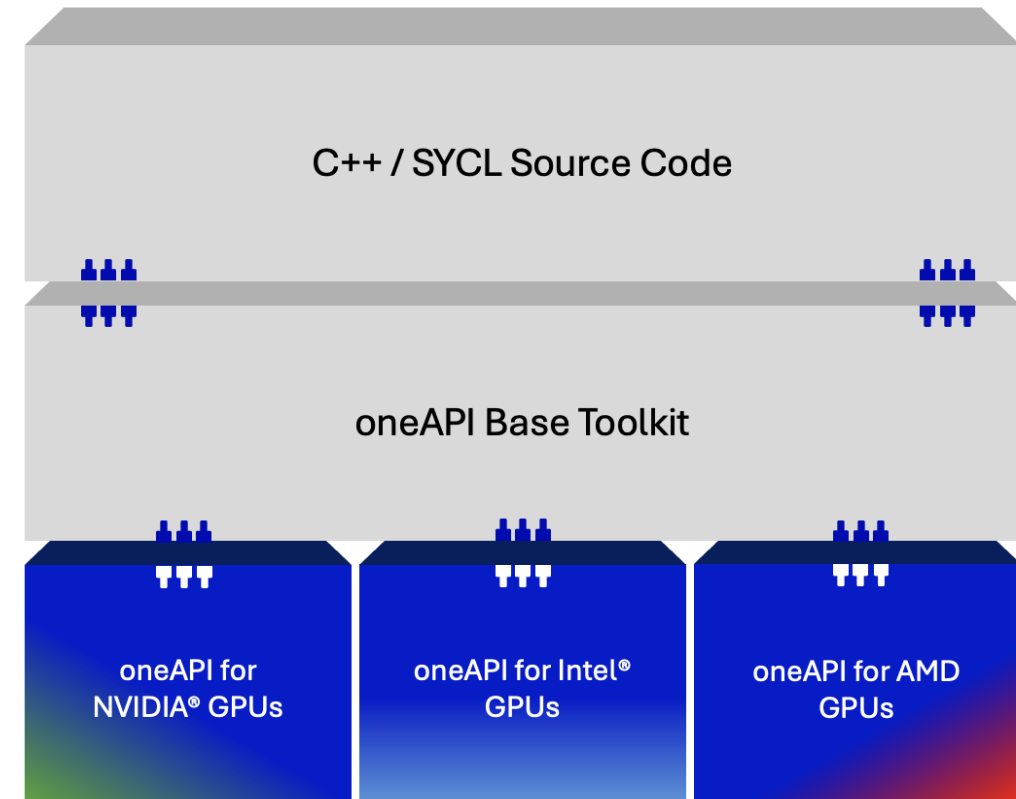 C++ / SYCL Source Code
oneAPI Base Toolkit
oneAPI for
NVIDIA® GPUs
oneAPI for Intel®
GPUs
oneAPI for AMD
GPUs